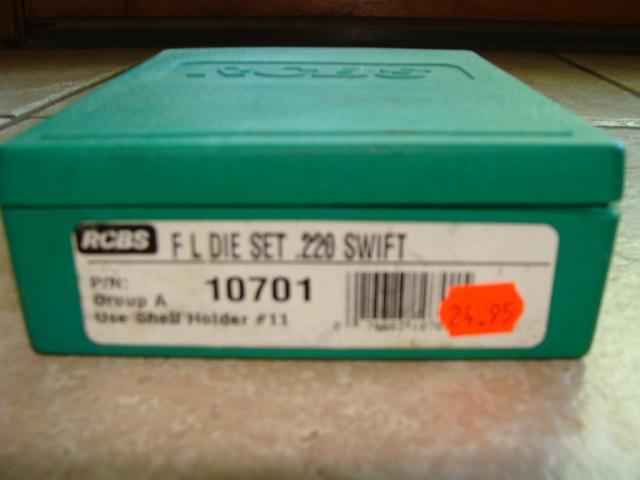 RCBS
RCBS F L DIE SET .220 SWIFT
P/N: 10701
Group A
Use Shell Holder #11
24.95